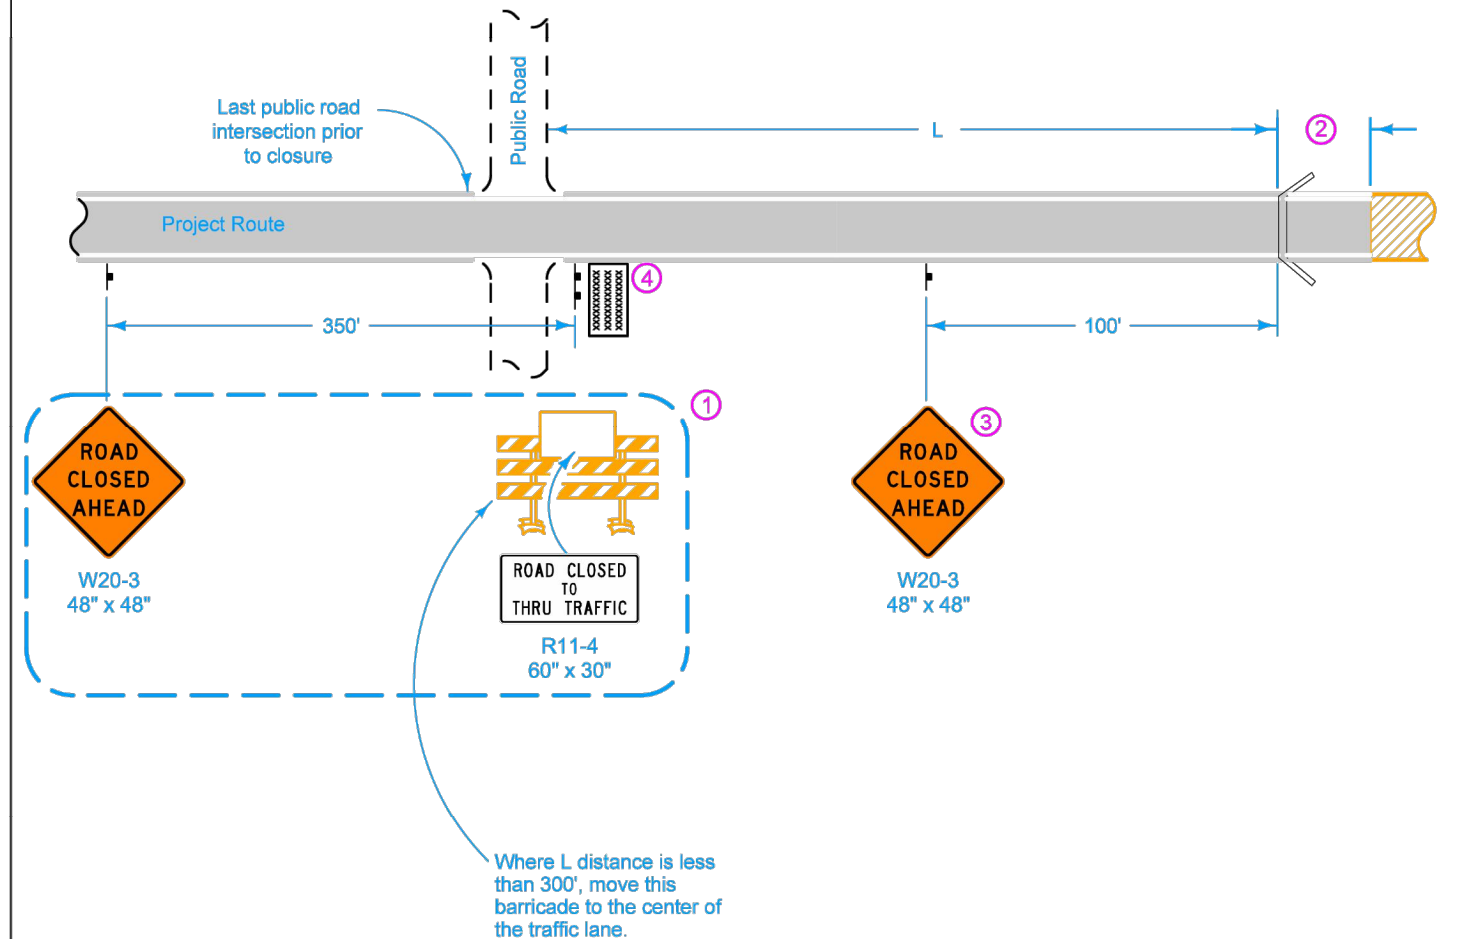 Last public road
intersection prior
to closure
Public Road
L
2
Project Route
4
350'
100'
1
ROAD
CLOSED
AHEAD
W20-3
48" x 48"
ROAD CLOSED
TO
THRU TRAFFIC
R11-4
60" x 30"
3
ROAD
CLOSED
AHEAD
W20-3
48" x 48"
Where L distance is less
than 300', move this
barricade to the center of
the traffic lane.